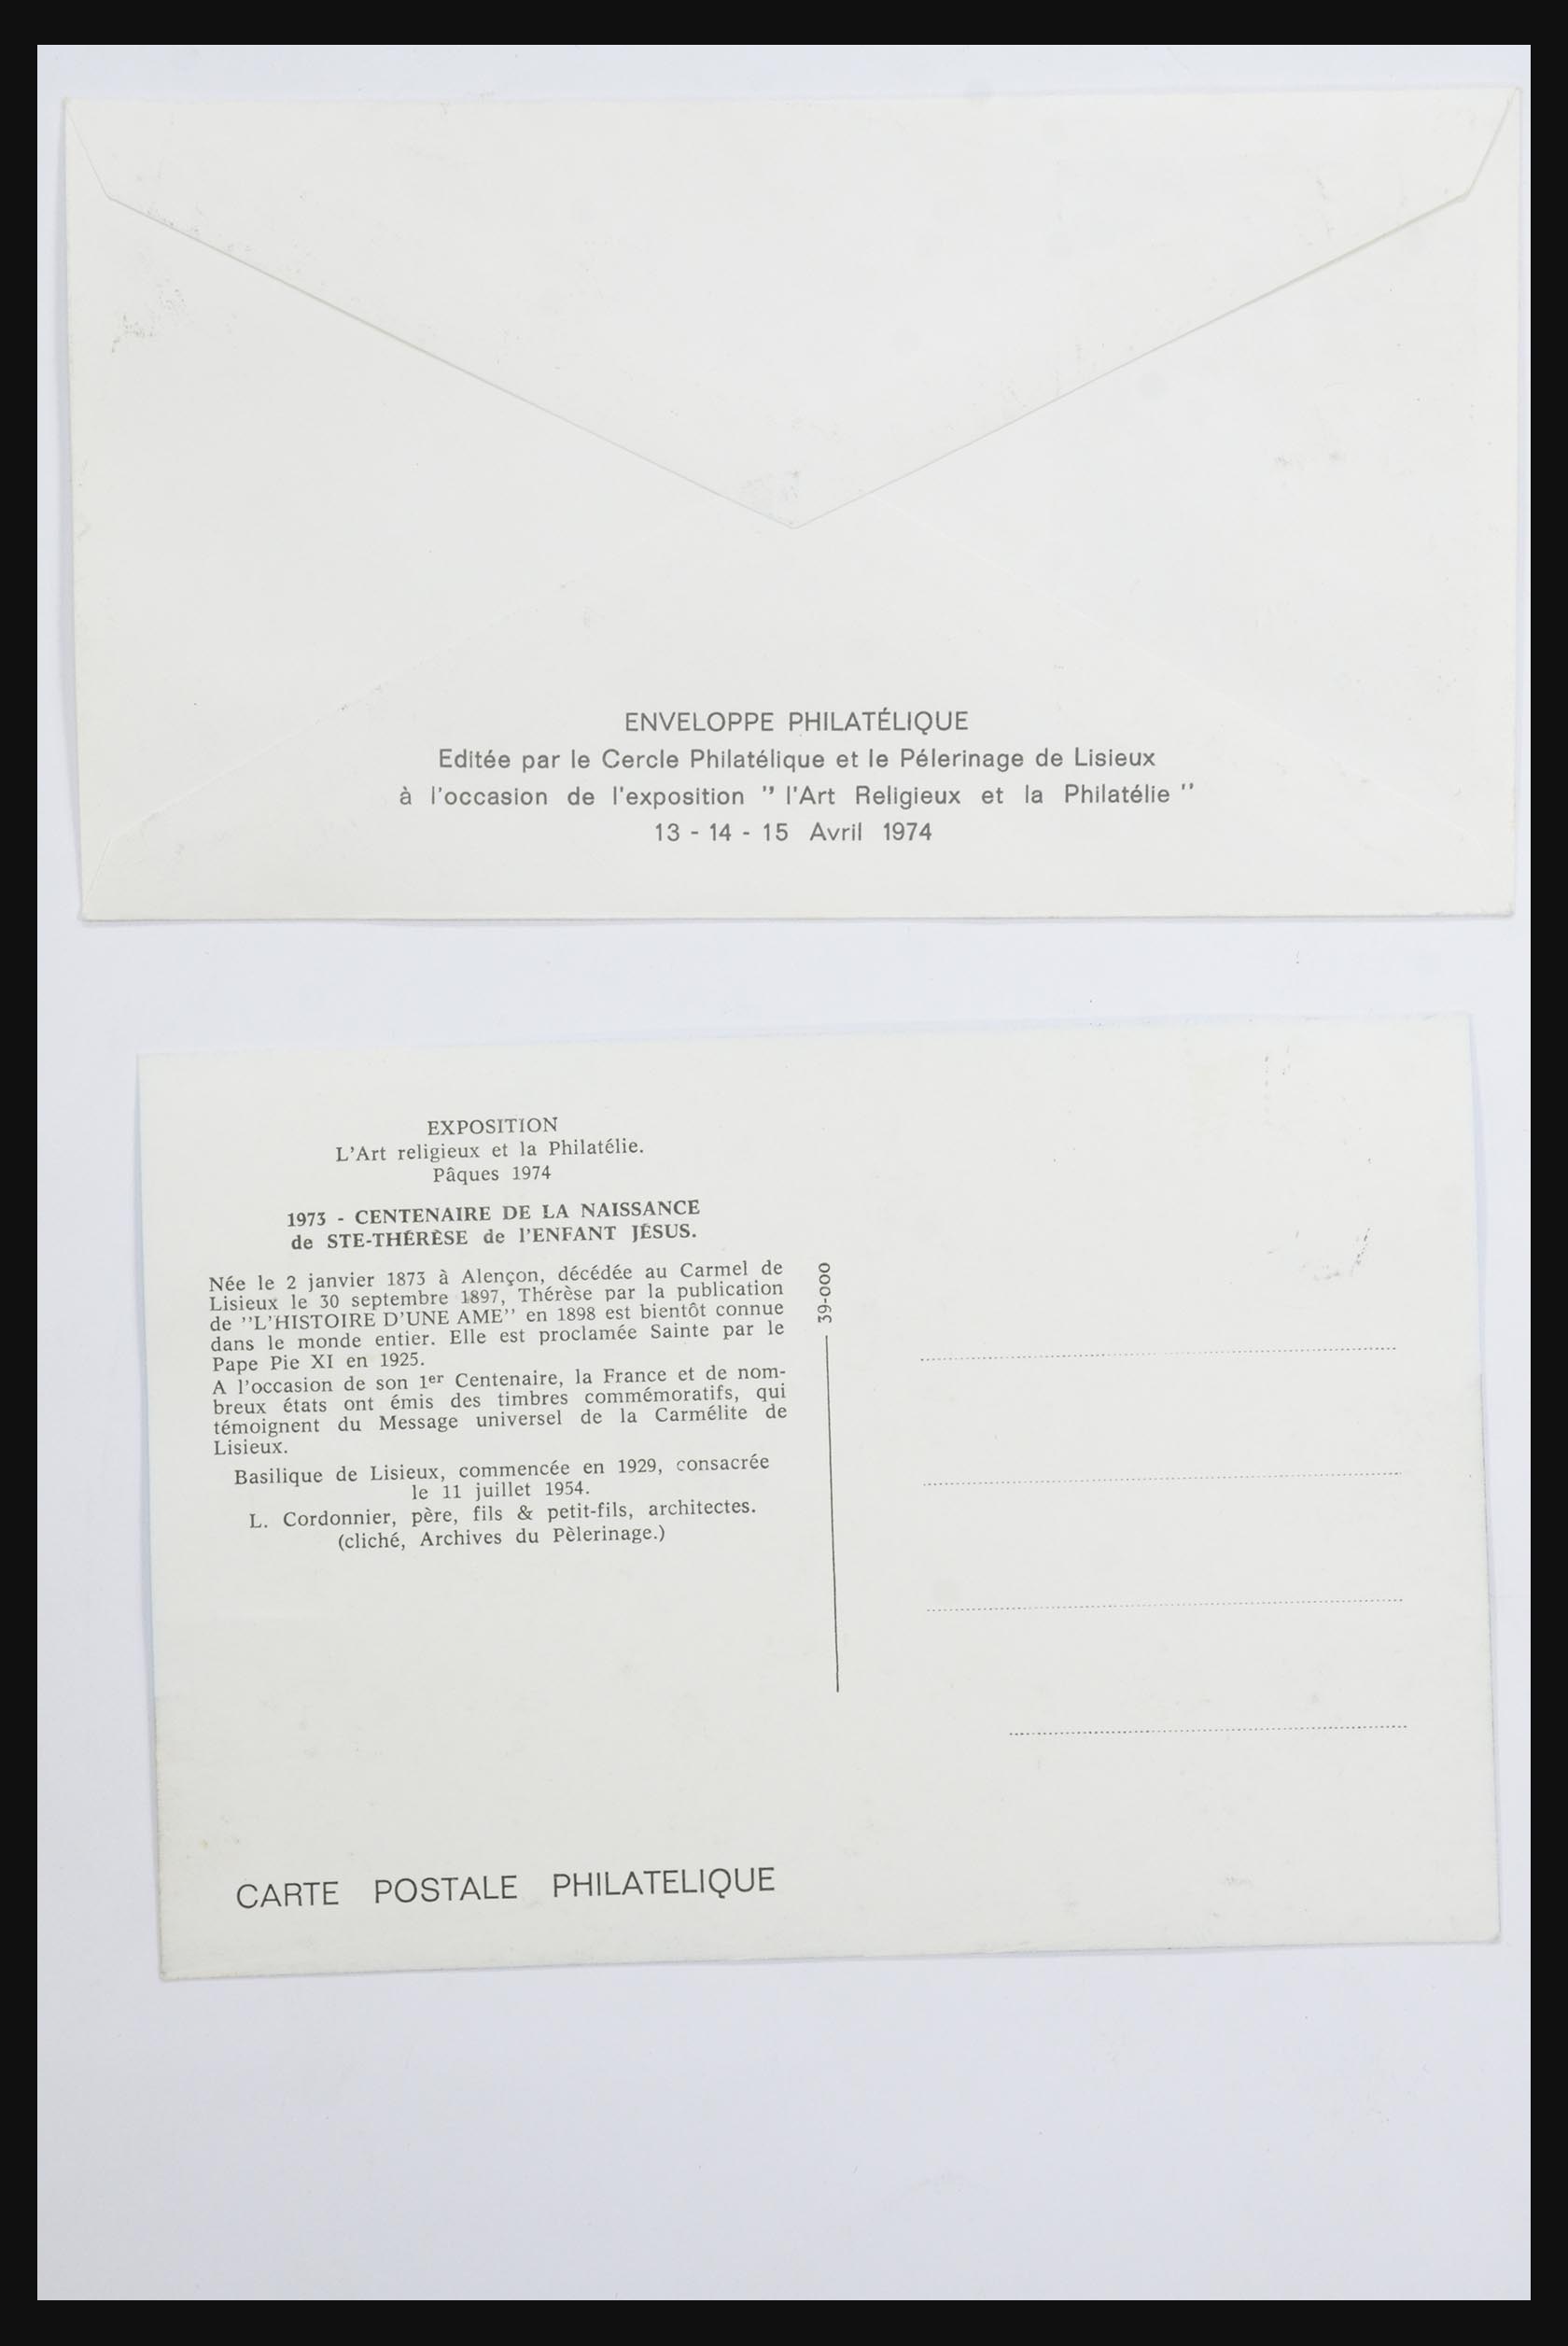 ENVELOPPE PHILATÉLIQUE
Editée par le Cercle Philatélique et le Pélerinage de Lisieux
à l'occasion de l'exposition " l'Art Religieux et la Philatélie "
13 - 14 - 15 Avril 1974
EXPOSITION
L'Art religieux et la Philatélie.
Pâques 1974
1973 - CENTENAIRE DE LA NAISSANCE
de STE-THÉRÈSE de l'ENFANT JÉSUS.
Née le 2 janvier 1873 à Alençon, décédée au Carmel de
Lisieux le 30 septembre 1897, Thérèse par la publication
de ''L'HISTOIRE D'UNE AME'' en 1898 est bientôt connue
dans le monde entier. Elle est proclamée Sainte par le
Pape Pie XI en 1925.
A l'occasion de son 1er Centenaire, la France et de nom-
breux états ont émis des timbres commémoratifs, qui
témoignent du Message universel de la Carmélite de
Lisieux.
Basilique de Lisieux, commencée en 1929, consacrée
le 11 juillet 1954.
L. Cordonnier, père, fils & petit-fils, architectes.
(cliché, Archives du Pèlerinage.)
39-000
CARTE POSTALE PHILATELIQUE